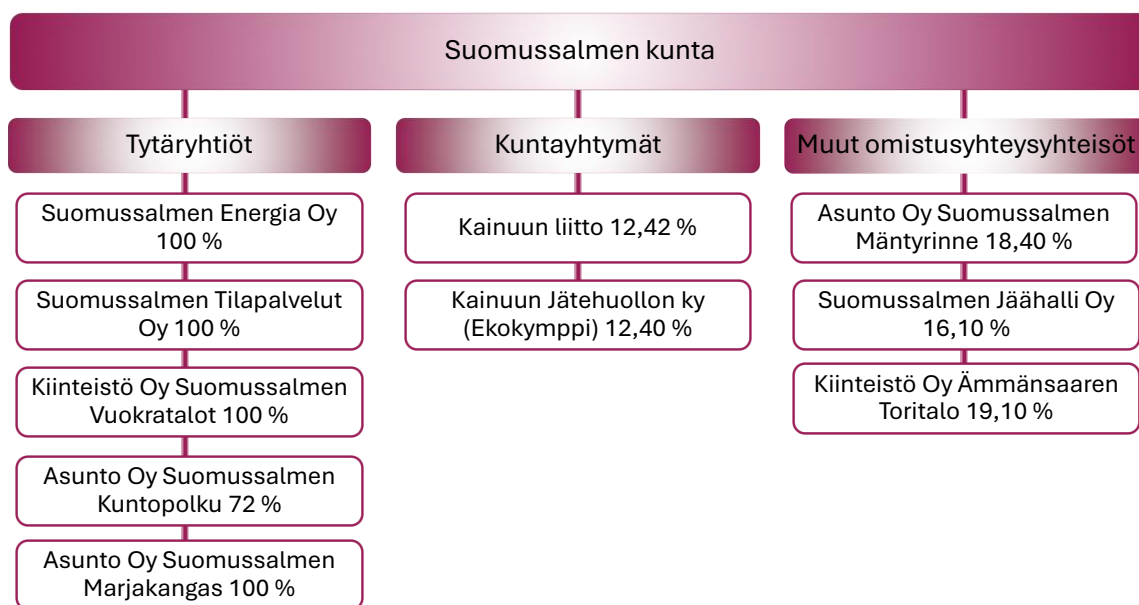 Suomussalmen kunta
Tytäryhtiöt
Suomussalmen Energia Oy
100 %
Suomussalmen Tilapalvelut
Oy 100 %
Kiinteistö Oy Suomussalmen
Vuokratalot 100 %
Asunto Oy Suomussalmen
Kuntopolku 72 %
Asunto Oy Suomussalmen
Marjakangas 100 %
Kuntayhtymät
Kainuun liitto 12,42 %
Kainuun Jätehuollon ky
(Ekokymppi) 12,40 %
Muut omistusyhteysyhteisöt
Asunto Oy Suomussalmen
Mäntyrinne 18,40 %
Suomussalmen Jäähalli Oy
16,10 %
Kiinteistö Oy Ämmänsaaren
Toritalo 19,10 %